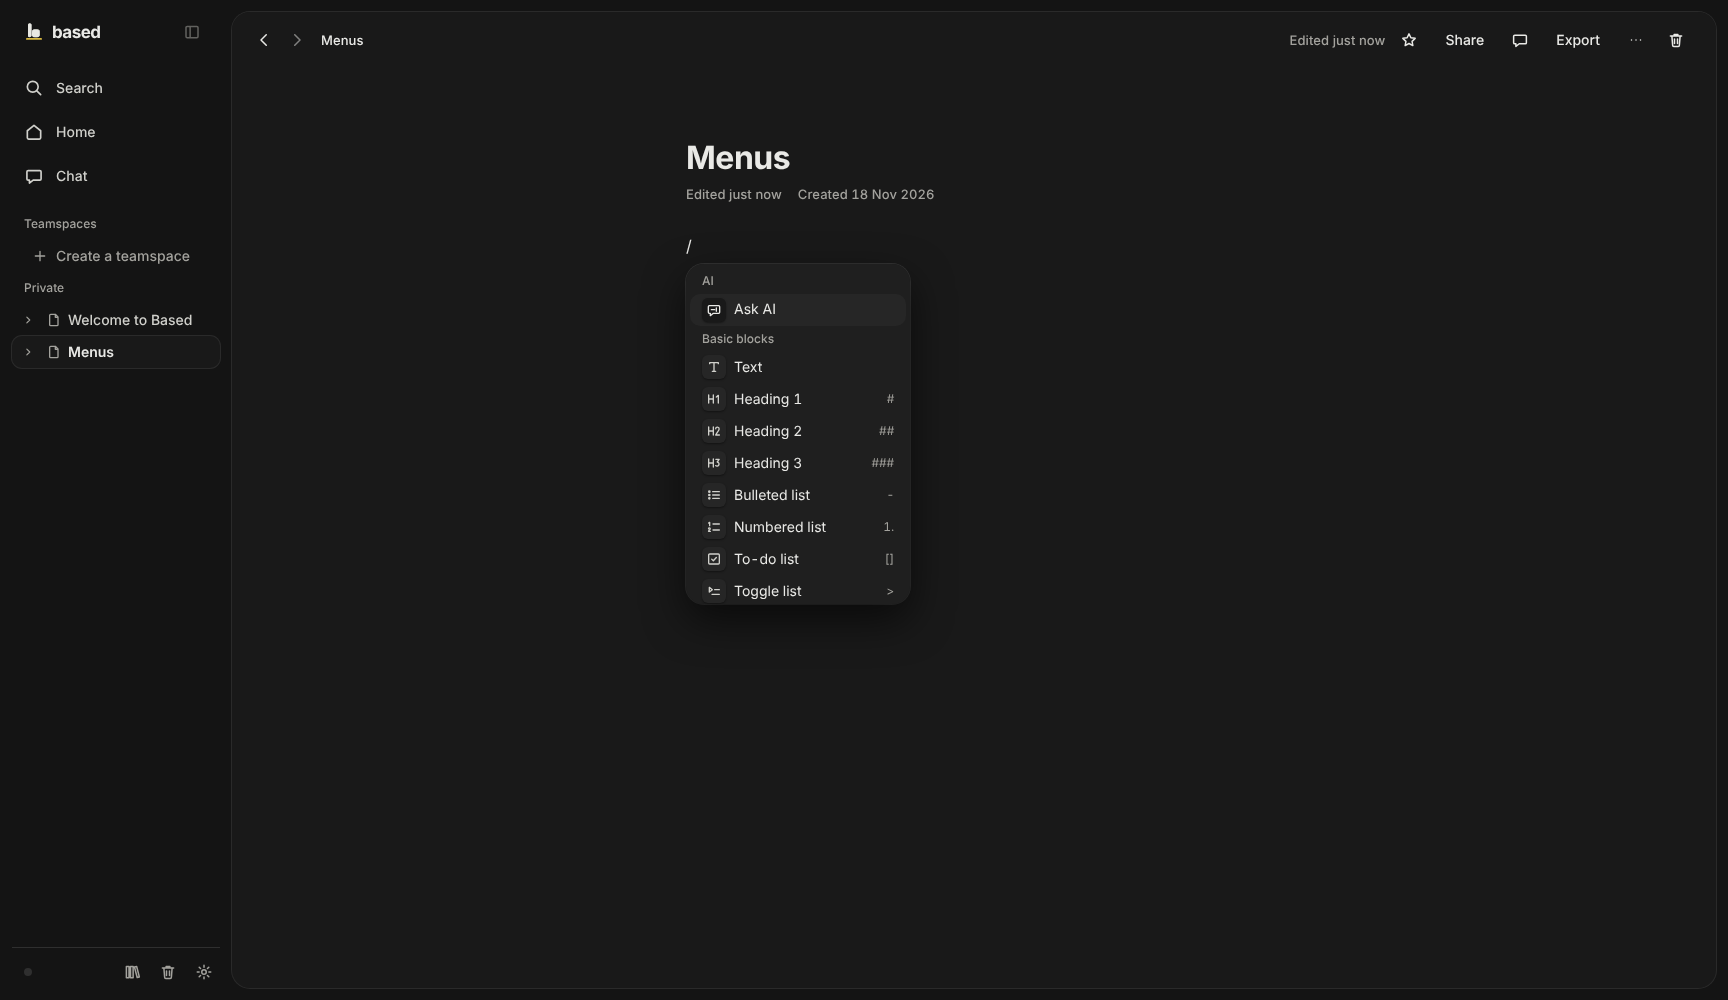 based
Search
Home
Chat
Teamspaces
Create a teamspace
Private
Welcome to Based
Menus
Menus
Edited just now
Share
Export
Menus
Edited just now Created 18 Nov 2026
/
AI
Ask AI
Basic blocks
Text
H1 Heading 1 #
H2 Heading 2 ##
H3 Heading 3 ###
Bulleted list -
Numbered list 1.
To-do list []
Toggle list >